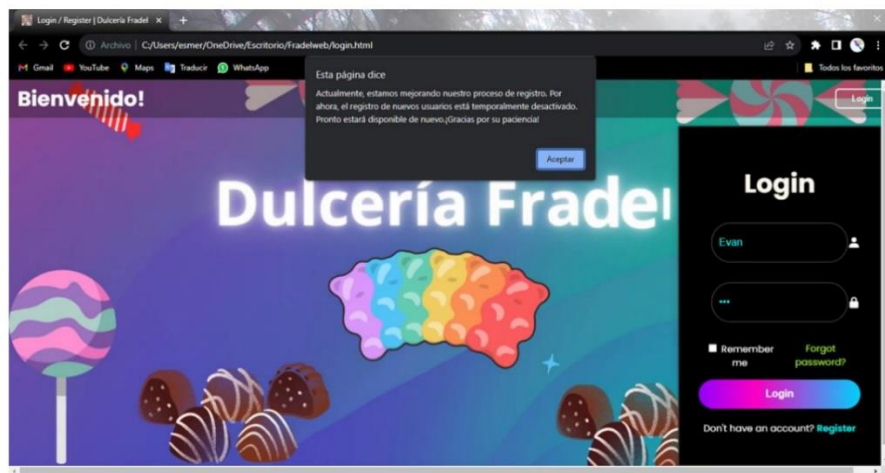 Login / Register | Dulcería Fradel
Archivo | C:/Users/esmer/OneDrive/Escritorio/Fradelweb/login.html
Gmail YouTube Maps Traducir WhatsApp Todos los favoritos
Esta página dice
Actualmente, estamos mejorando nuestro proceso de registro. Por
ahora, el registro de nuevos usuarios está temporalmente desactivado.
Pronto estará disponible de nuevo.¡Gracias por su paciencia!
Aceptar
Bienvenido!
Login
Dulcería Fradel
Login
Evan
•••
Remember me
Forgot password?
Login
Don't have an account? Register